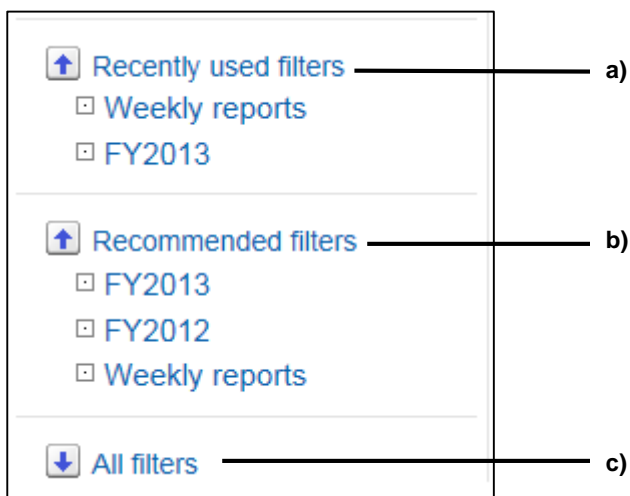 Recently used filters a)
Weekly reports
FY2013
Recommended filters b)
FY2013
FY2012
Weekly reports
All filters c)